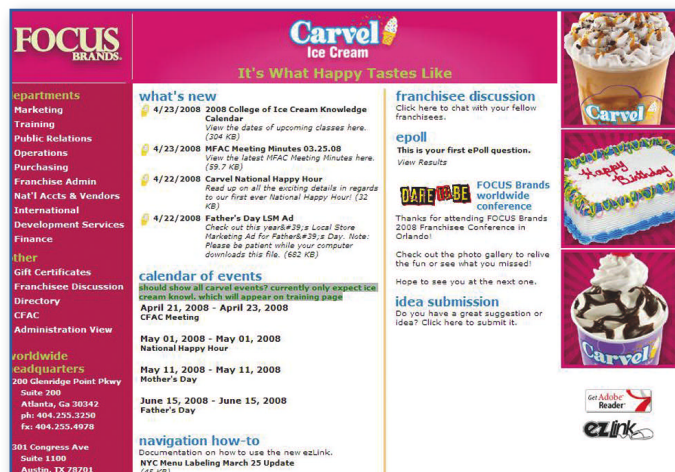 FOCUS
BRANDS
Carvel
Ice Cream
It's What Happy Tastes Like
epartments
Marketing
Training
Public Relations
Operations
Purchasing
Franchise Admin
Nat'l Accts & Vendors
International
Development Services
Finance
ther
Gift Certificates
Franchisee Discussion
Directory
CFAC
Administration View
worldwide
eadquarters
200 Glenridge Point Pkwy
Suite 200
Atlanta, Ga 30342
ph: 404.255.3250
fx: 404.255.4978
301 Congress Ave
Suite 1100
Austin, TX 78701
what's new
4/23/2008 2008 College of Ice Cream Knowledge
Calendar
View the dates of upcoming classes here.
(304 KB)
4/23/2008 MFAC Meeting Minutes 03.25.08
View the latest MFAC Meeting Minutes here.
(59.7 KB)
4/22/2008 Carvel National Happy Hour
Read up on all the exciting details in regards
to our first ever National Happy Hour! (32
KB)
4/22/2008 Father's Day LSM Ad
Check out this year&#39;s Local Store
Marketing Ad for Father&#39;s Day. Note:
Please be patient while your computer
downloads this file. (682 KB)
calendar of events
should show all carvel events? currently only expect ice
cream knowl. which will appear on training page
April 21, 2008 - April 23, 2008
CFAC Meeting
May 01, 2008 - May 01, 2008
National Happy Hour
May 11, 2008 - May 11, 2008
Mother's Day
June 15, 2008 - June 15, 2008
Father's Day
navigation how-to
Documentation on how to use the new ezLink.
NYC Menu Labeling March 25 Update
(45 KB)
franchisee discussion
Click here to chat with your fellow
franchisees.
epoll
This is your first ePoll question.
View Results
DARE TO BE
FOCUS Brands
worldwide
conference
Thanks for attending FOCUS Brands
2008 Franchisee Conference in
Orlando!
Check out the photo gallery to relive
the fun or see what you missed!
Hope to see you at the next one.
idea submission
Do you have a great suggestion or
idea? Click here to submit it.
Carvel
Happy
Birthday
Carvel
Get Adobe
Reader
ezlink